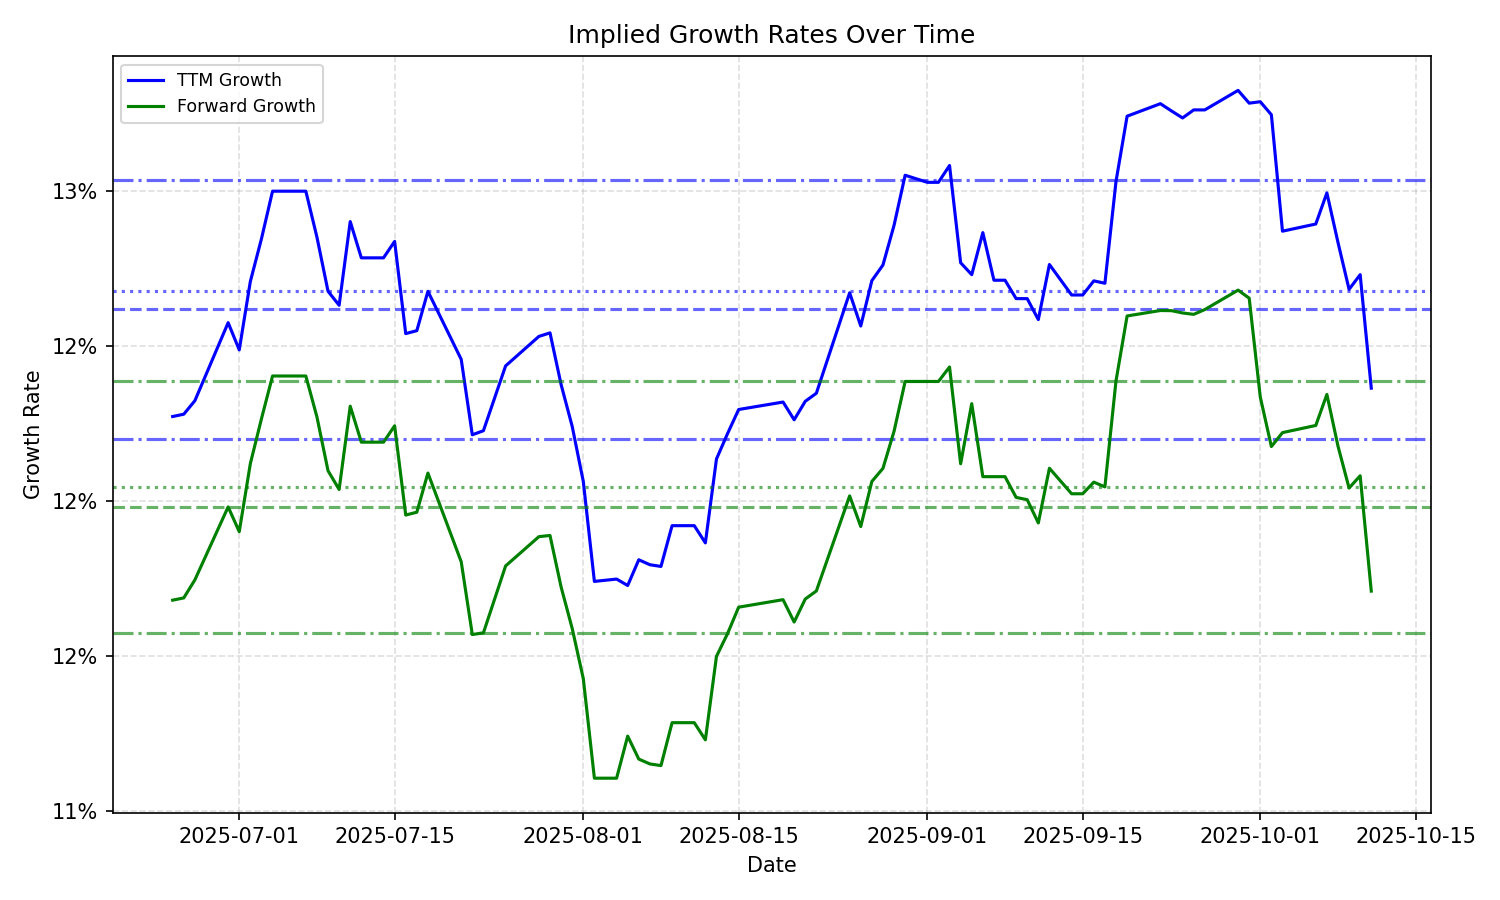 Implied Growth Rates Over Time
TTM Growth
Forward Growth
13%
12%
12%
12%
11%
Growth Rate
2025-07-01 2025-07-15 2025-08-01 2025-08-15 2025-09-01 2025-09-15 2025-10-01 2025-10-15
Date